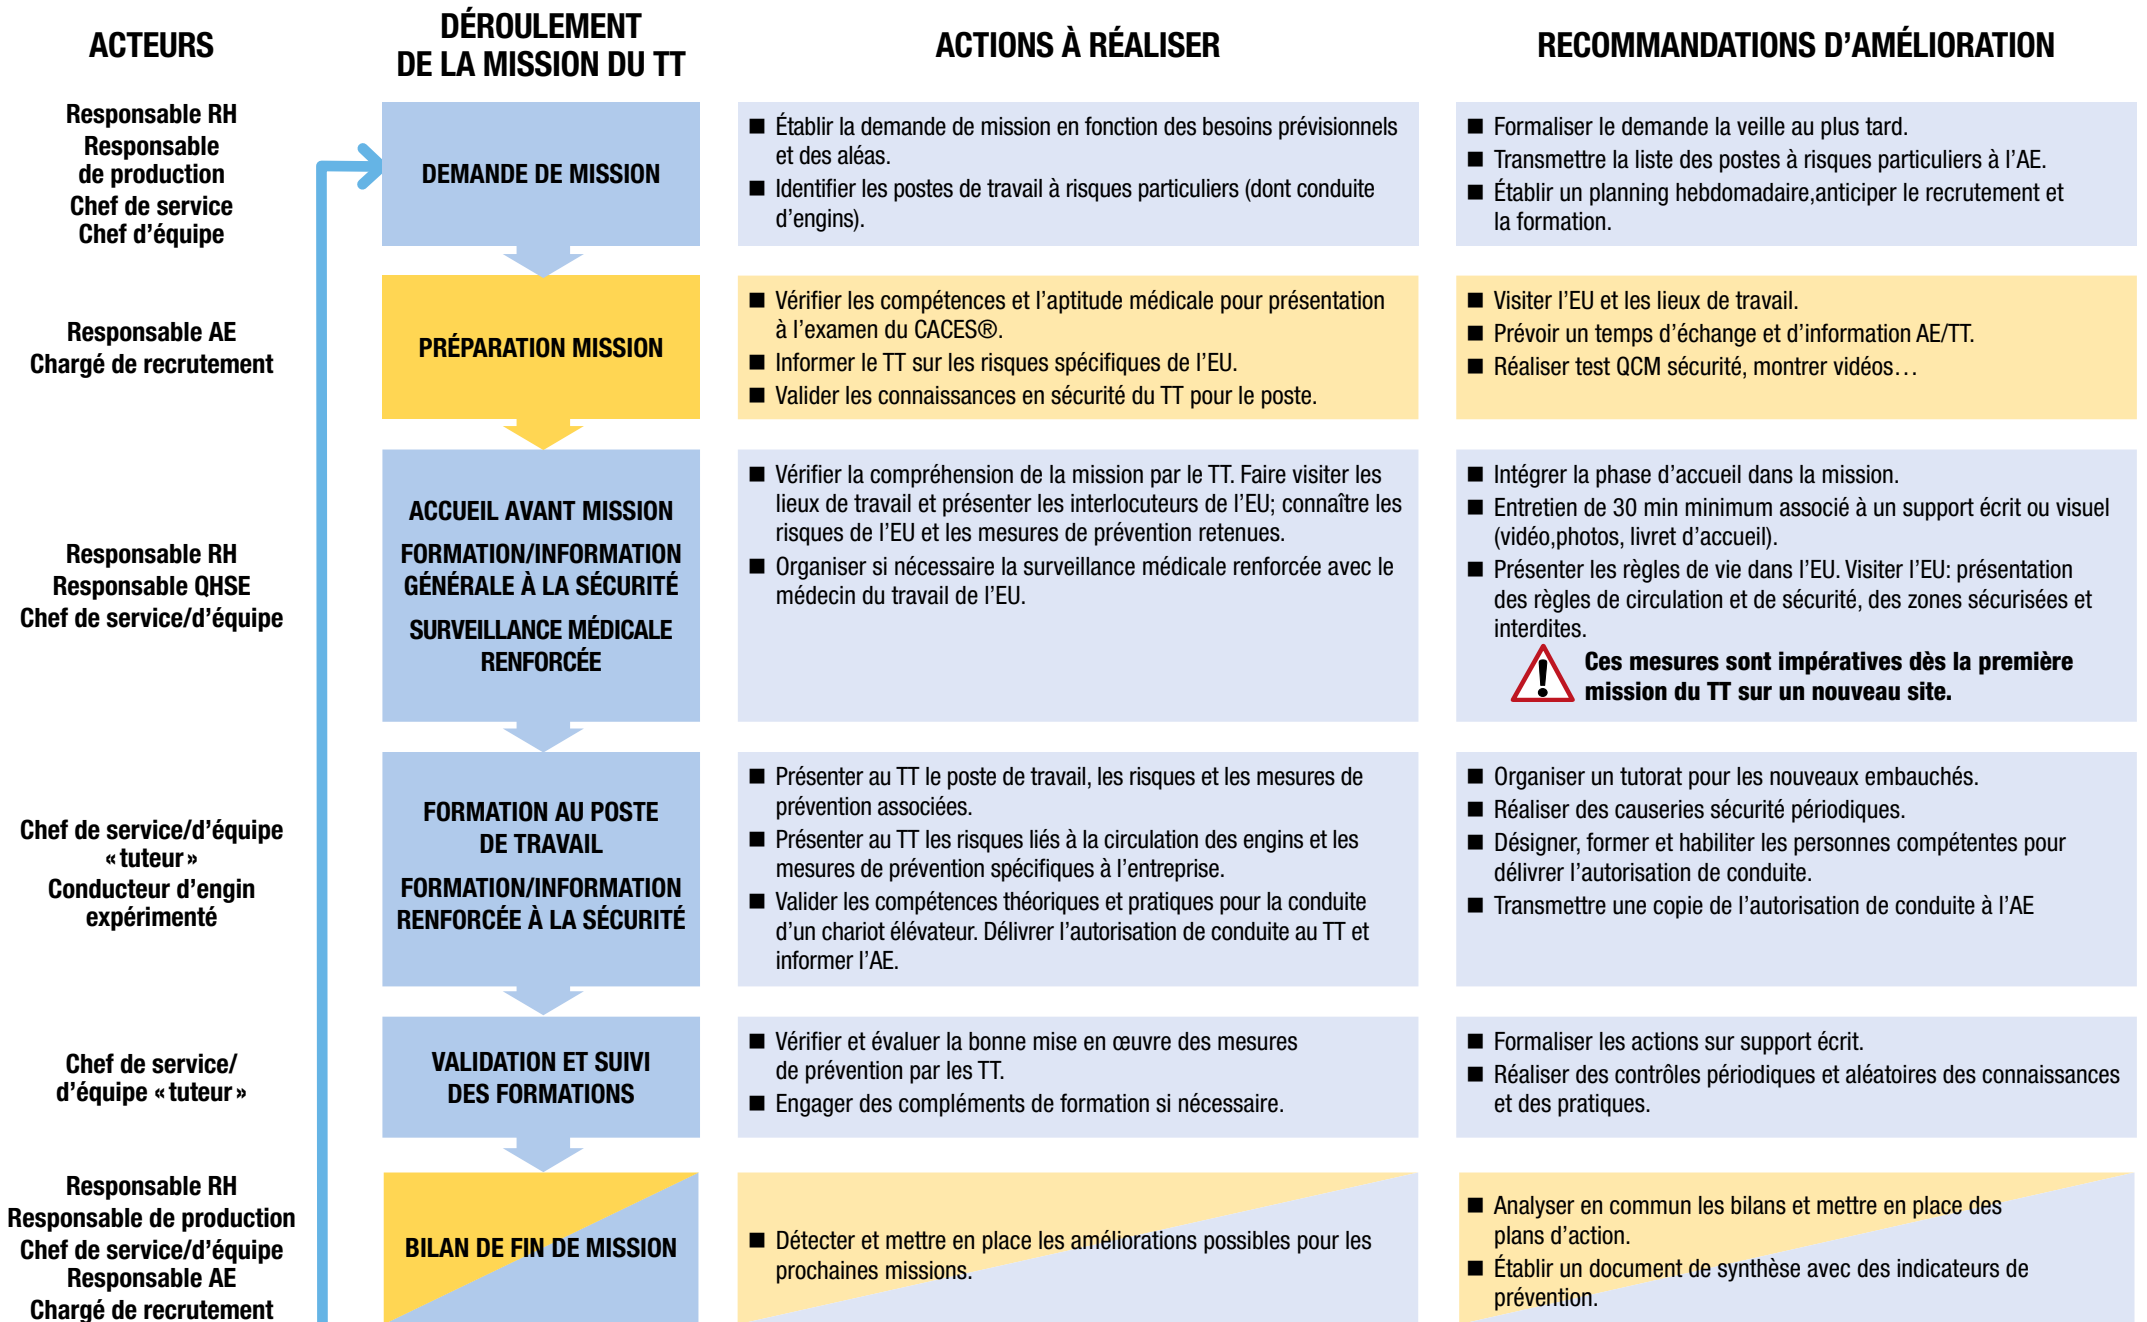 ACTEURS
DÉROULEMENT
DE LA MISSION DU TT
ACTIONS À RÉALISER
RECOMMANDATIONS D'AMÉLIORATION
Responsable RH
Responsable
de production
Chef de service
Chef d'équipe
DEMANDE DE MISSION
■ Établir la demande de mission en fonction des besoins prévisionnels
et des aléas.
■ Identifier les postes de travail à risques particuliers (dont conduite
d'engins).
■ Formaliser le demande la veille au plus tard.
■ Transmettre la liste des postes à risques particuliers à l'AE.
■ Établir un planning hebdomadaire,anticiper le recrutement et
la formation.
Responsable AE
Chargé de recrutement
PRÉPARATION MISSION
■ Vérifier les compétences et l'aptitude médicale pour présentation
à l'examen du CACES®.
■ Informer le TT sur les risques spécifiques de l'EU.
■ Valider les connaissances en sécurité du TT pour le poste.
■ Visiter l'EU et les lieux de travail.
■ Prévoir un temps d'échange et d'information AE/TT.
■ Réaliser test QCM sécurité, montrer vidéos…
Responsable RH
Responsable QHSE
Chef de service/d'équipe
ACCUEIL AVANT MISSION
FORMATION/INFORMATION
GÉNÉRALE À LA SÉCURITÉ
SURVEILLANCE MÉDICALE
RENFORCÉE
■ Vérifier la compréhension de la mission par le TT. Faire visiter les
lieux de travail et présenter les interlocuteurs de l'EU; connaître les
risques de l'EU et les mesures de prévention retenues.
■ Organiser si nécessaire la surveillance médicale renforcée avec le
médecin du travail de l'EU.
■ Intégrer la phase d'accueil dans la mission.
■ Entretien de 30 min minimum associé à un support écrit ou visuel
(vidéo,photos, livret d'accueil).
■ Présenter les règles de vie dans l'EU. Visiter l'EU: présentation
des règles de circulation et de sécurité, des zones sécurisées et
interdites.
Ces mesures sont impératives dès la première
mission du TT sur un nouveau site.
Chef de service/d'équipe
«tuteur»
Conducteur d'engin
expérimenté
FORMATION AU POSTE
DE TRAVAIL
FORMATION/INFORMATION
RENFORCÉE À LA SÉCURITÉ
■ Présenter au TT le poste de travail, les risques et les mesures de
prévention associées.
■ Présenter au TT les risques liés à la circulation des engins et les
mesures de prévention spécifiques à l'entreprise.
■ Valider les compétences théoriques et pratiques pour la conduite
d'un chariot élévateur. Délivrer l'autorisation de conduite au TT et
informer l'AE.
■ Organiser un tutorat pour les nouveaux embauchés.
■ Réaliser des causeries sécurité périodiques.
■ Désigner, former et habiliter les personnes compétentes pour
délivrer l'autorisation de conduite.
■ Transmettre une copie de l'autorisation de conduite à l'AE
Chef de service/
d'équipe «tuteur»
VALIDATION ET SUIVI
DES FORMATIONS
■ Vérifier et évaluer la bonne mise en œuvre des mesures
de prévention par les TT.
■ Engager des compléments de formation si nécessaire.
■ Formaliser les actions sur support écrit.
■ Réaliser des contrôles périodiques et aléatoires des connaissances
et des pratiques.
Responsable RH
Responsable de production
Chef de service/d'équipe
Responsable AE
Chargé de recrutement
BILAN DE FIN DE MISSION
■ Détecter et mettre en place les améliorations possibles pour les
prochaines missions.
■ Analyser en commun les bilans et mettre en place des
plans d'action.
■ Établir un document de synthèse avec des indicateurs de
prévention.